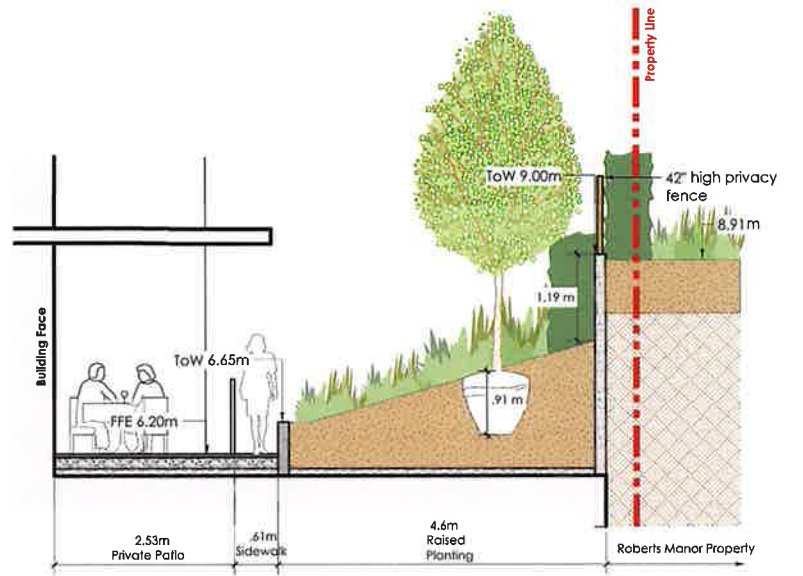 Property Line
ToW 9.00m
42" high privacy
fence
8.91m
1.19 m
Building Face
ToW 6.65m
.91 m
FFE 6.20m
2.53m
Private Patio
.61m
Sidewalk
4.6m
Raised
Planting
Roberts Manor Property